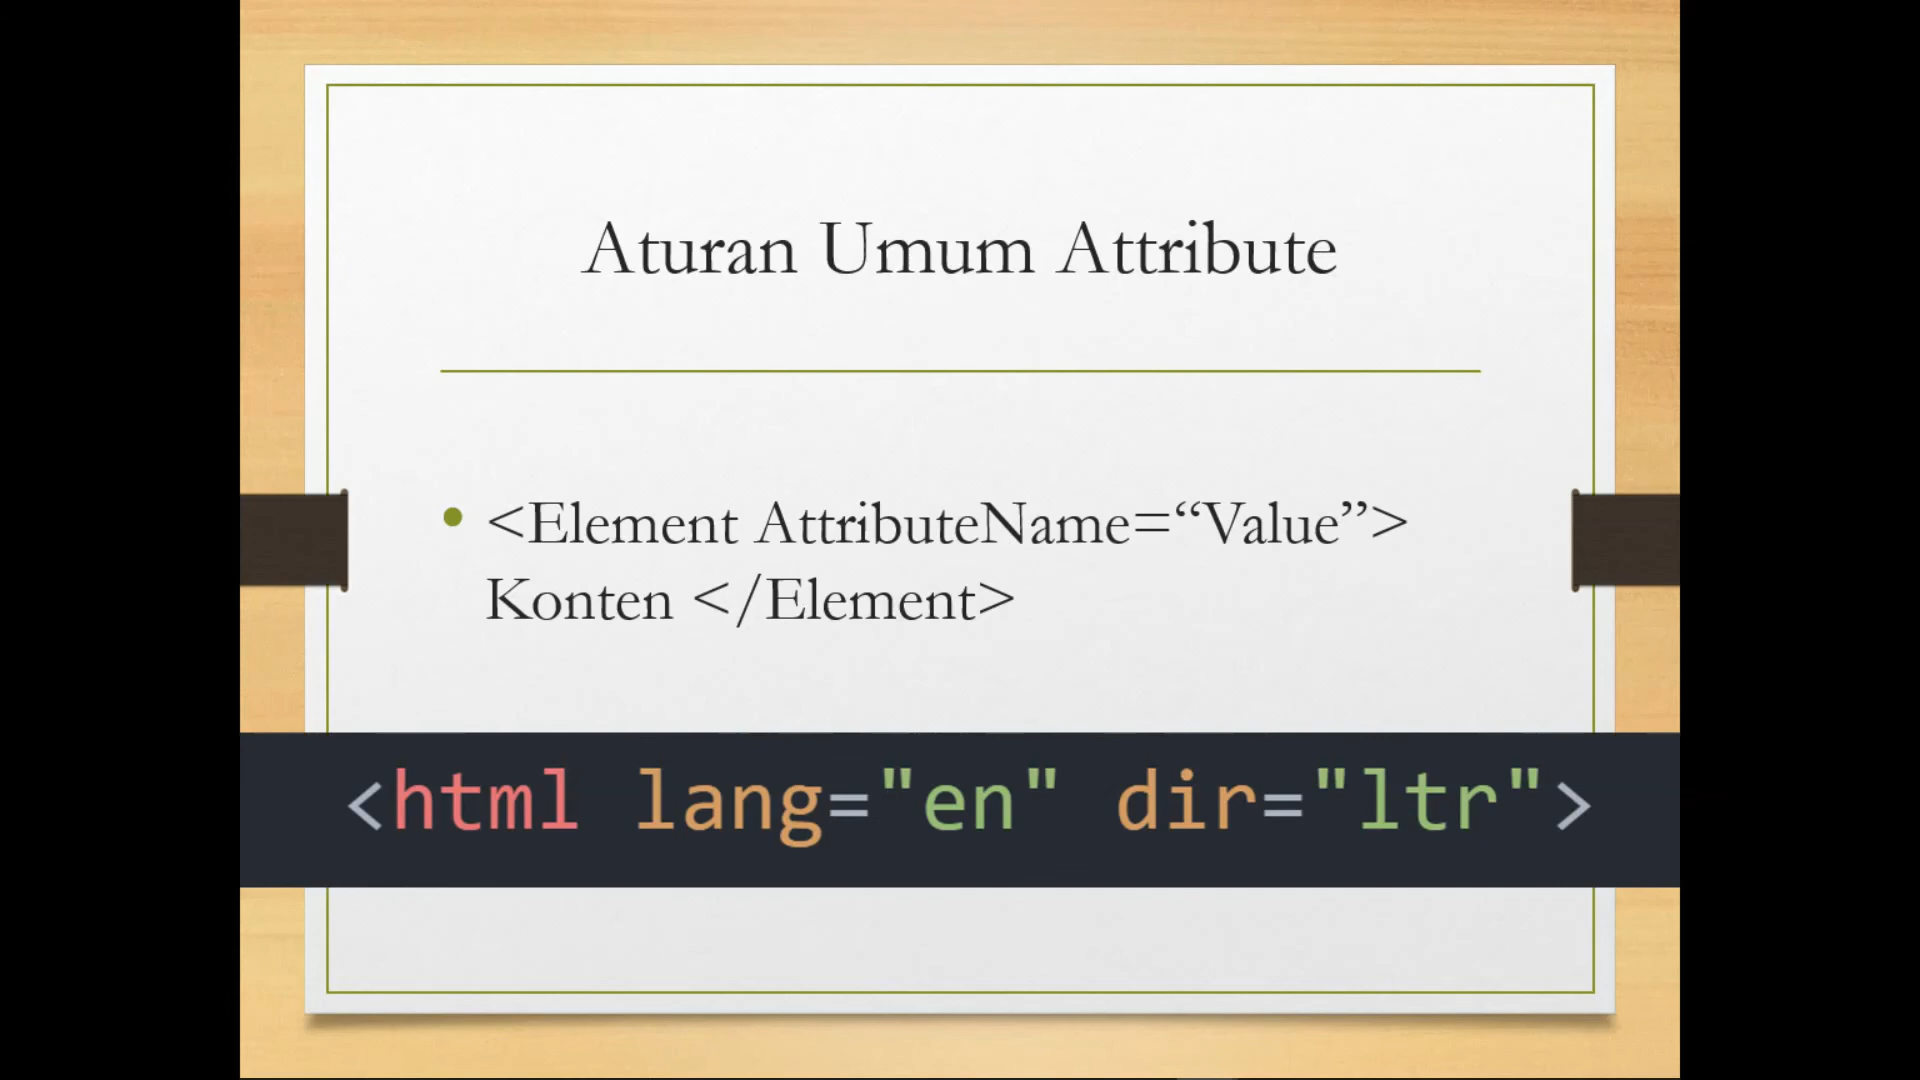 Aturan Umum Attribute
• <Element AttributeName=“Value”>
Konten </Element>
<html lang="en" dir="ltr">